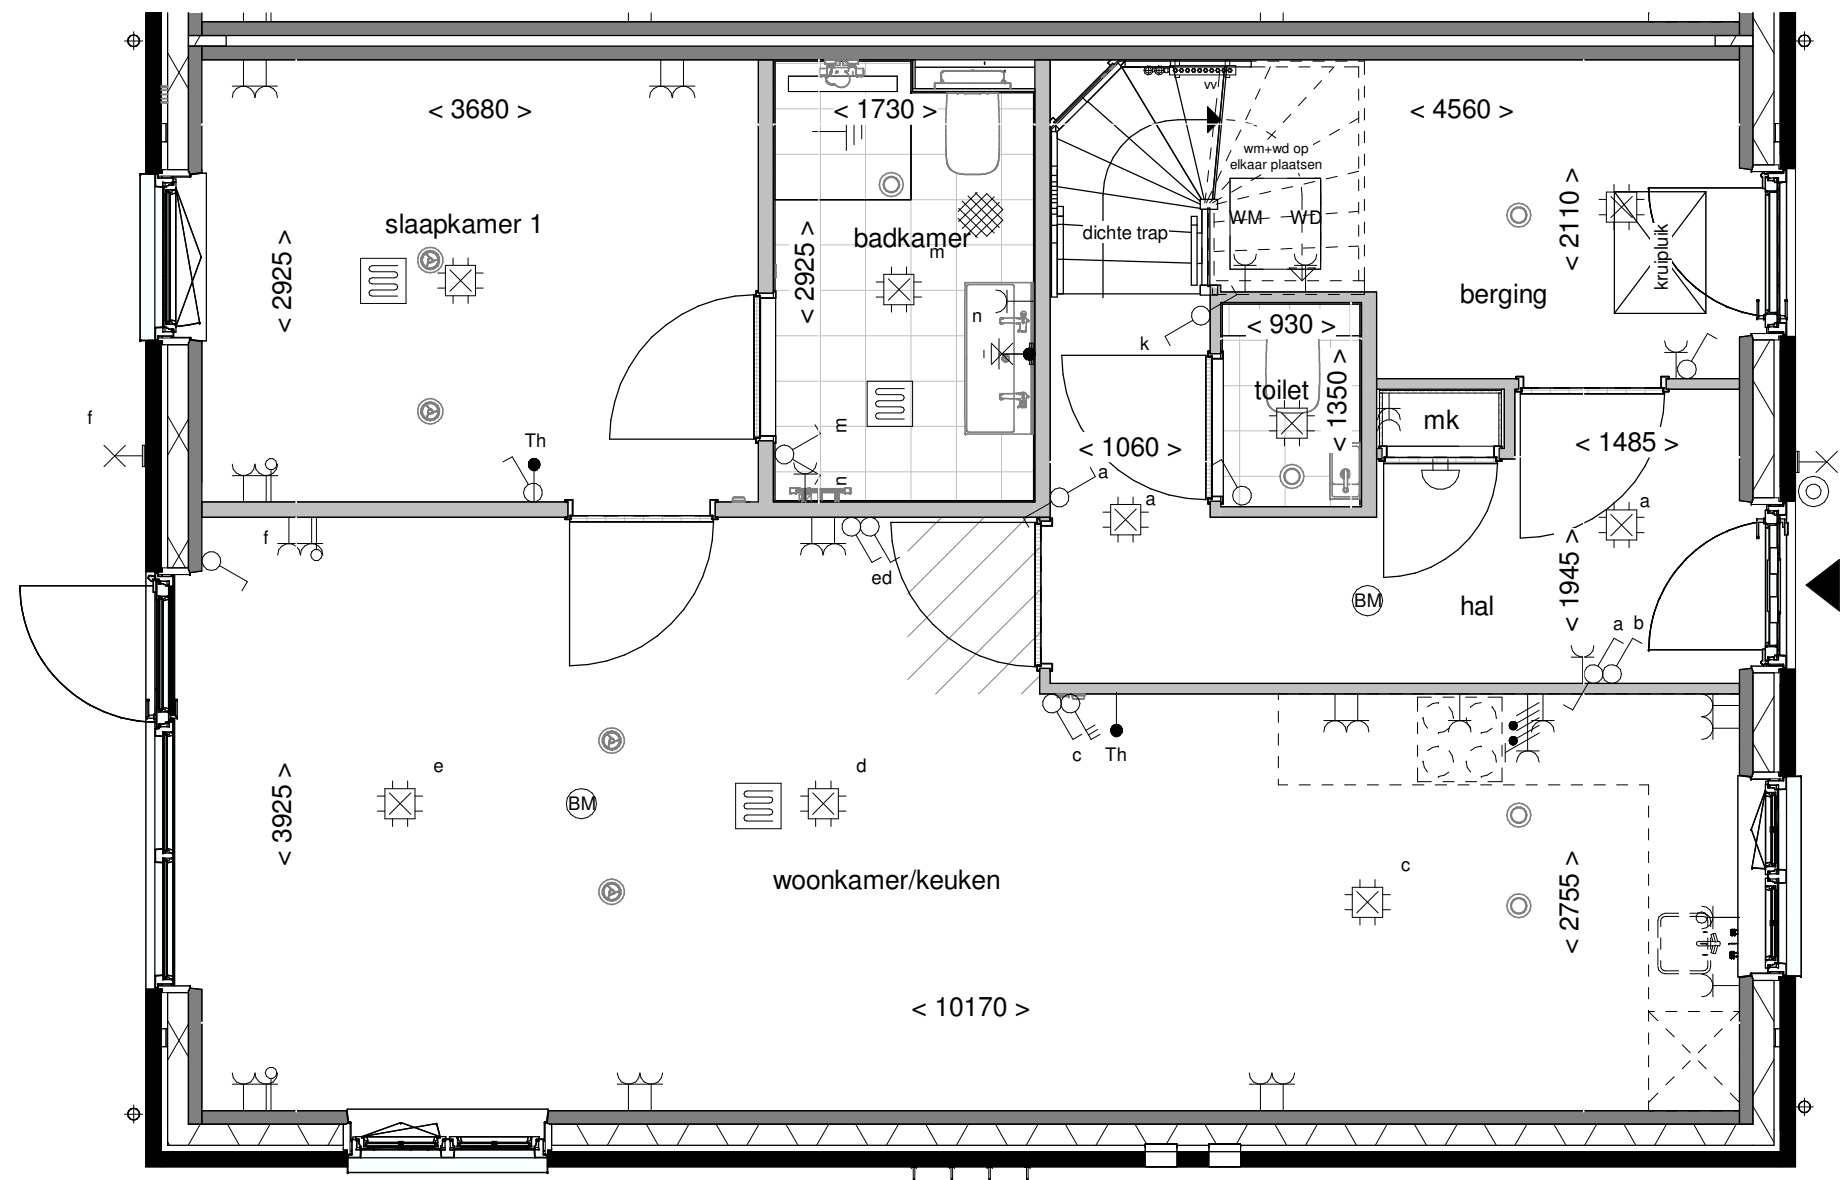 < 3680 >
< 1730 >
< 4560 >
vv
wm+wd op
elkaar plaatsen
slaapkamer 1
< 2925 >
badkamer
m
< 2925 >
dichte trap
WM
WD
< 2110 >
kruipluik
berging
n
k
< 930 >
toilet
< 1350 >
mk
< 1485 >
f
Th
m
n
< 1060 >
a
a
a
f
ed
BM
hal
< 1945 >
a
b
c
Th
e
d
BM
< 3925 >
woonkamer/keuken
c
< 2755 >
< 10170 >